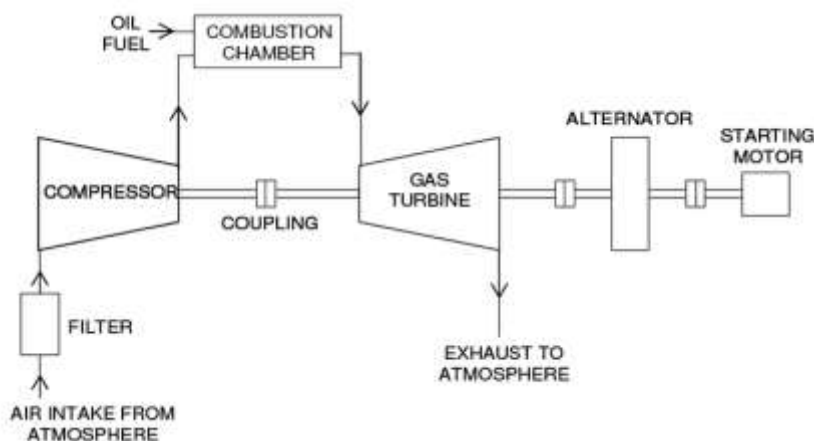 OIL
FUEL
COMBUSTION
CHAMBER
ALTERNATOR
STARTING
MOTOR
COMPRESSOR
GAS
TURBINE
COUPLING
FILTER
EXHAUST TO
ATMOSPHERE
AIR INTAKE FROM
ATMOSPHERE